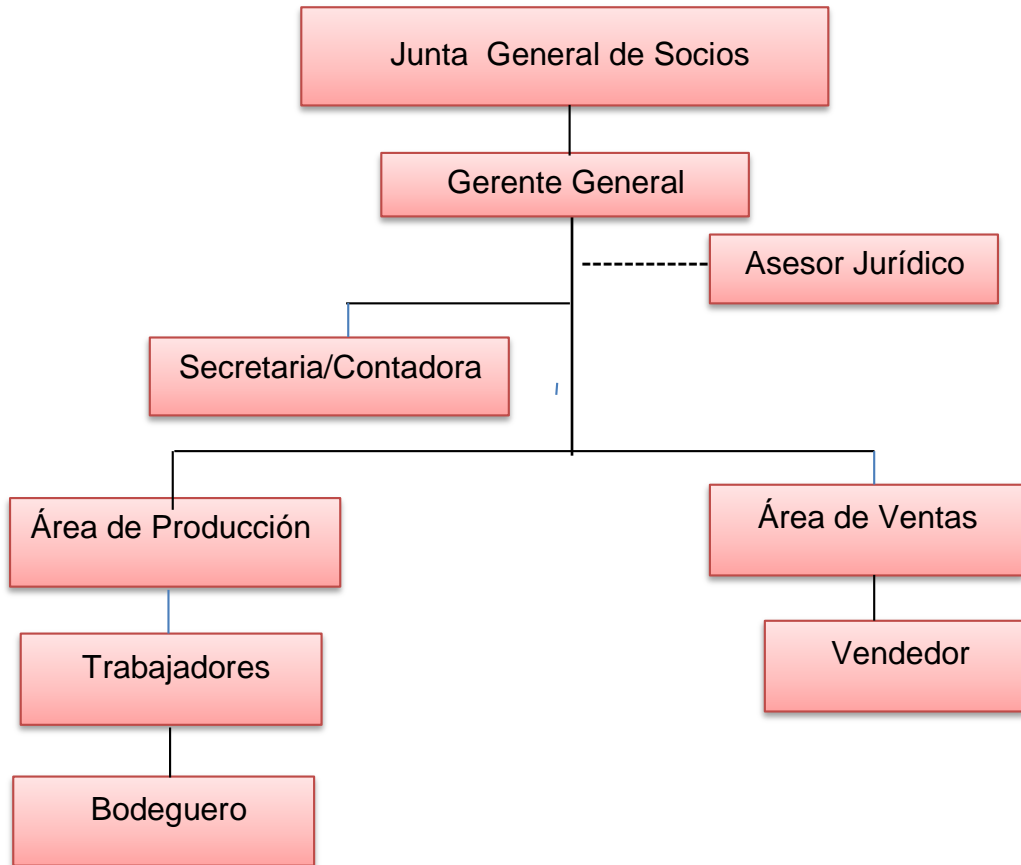 Junta  General de Socios
Gerente General
Asesor Jurídico
Secretaria/Contadora
Área de Producción
Área de Ventas
Trabajadores
Vendedor
Bodeguero